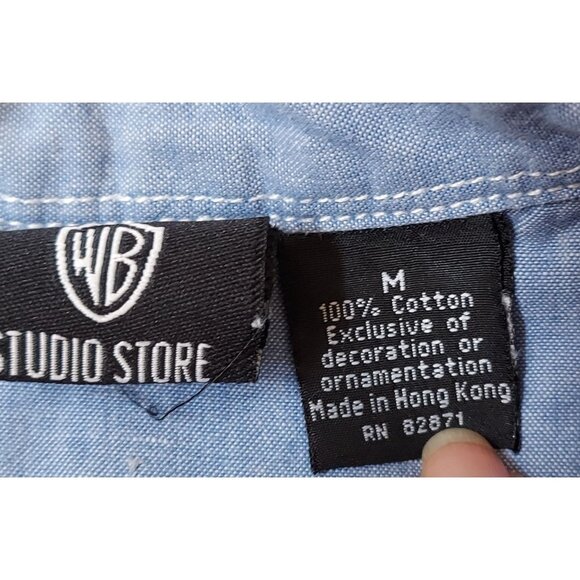 WB
STUDIO STORE
M
100% Cotton
Exclusive of
decoration or
ornamentation
Made in Hong Kong
RN 82871